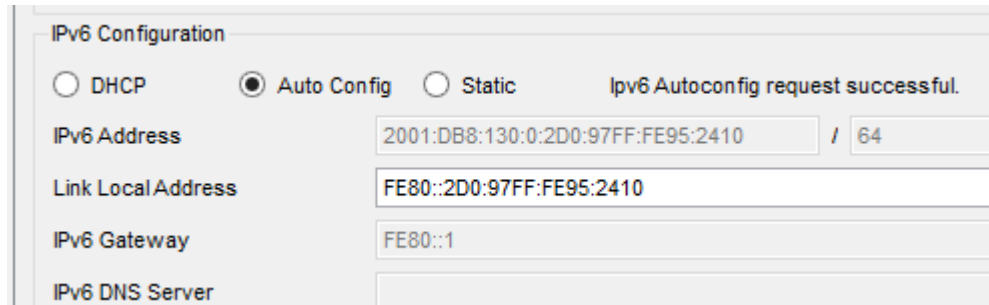 IPv6 Configuration
DHCP Auto Config Static Ipv6 Autoconfig request successful.
IPv6 Address 2001:DB8:130:0:2D0:97FF:FE95:2410 / 64
Link Local Address FE80::2D0:97FF:FE95:2410
IPv6 Gateway FE80::1
IPv6 DNS Server